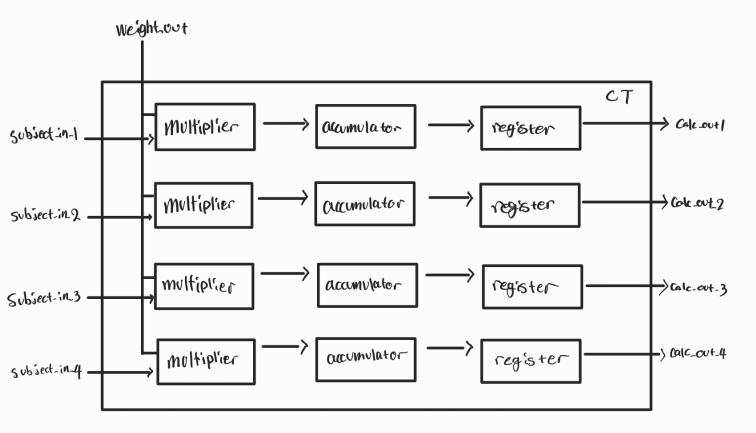 weight_out
CT
subject_in_1 multiplier accumulator register Calc_out1
subject_in_2 multiplier accumulator register Calc_out_2
Subject_in_3 multiplier accumulator register Calc_out_3
subject_in_4 multiplier accumulator register Calc_out_4